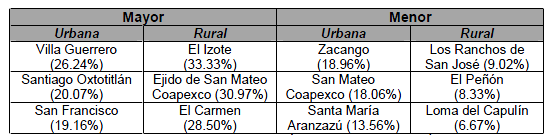 Mayor Menor
Urbana Rural Urbana Rural
Villa Guerrero (26.24%) El Izote (33.33%) Zacango (18.96%) Los Ranchos de San José (9.02%)
Santiago Oxtotitlán (20.07%) Ejido de San Mateo Coapexco (30.97%) San Mateo Coapexco (18.06%) El Peñón (8.33%)
San Francisco (19.16%) El Carmen (28.50%) Santa María Aranzazú (13.56%) Loma del Capulín (6.67%)